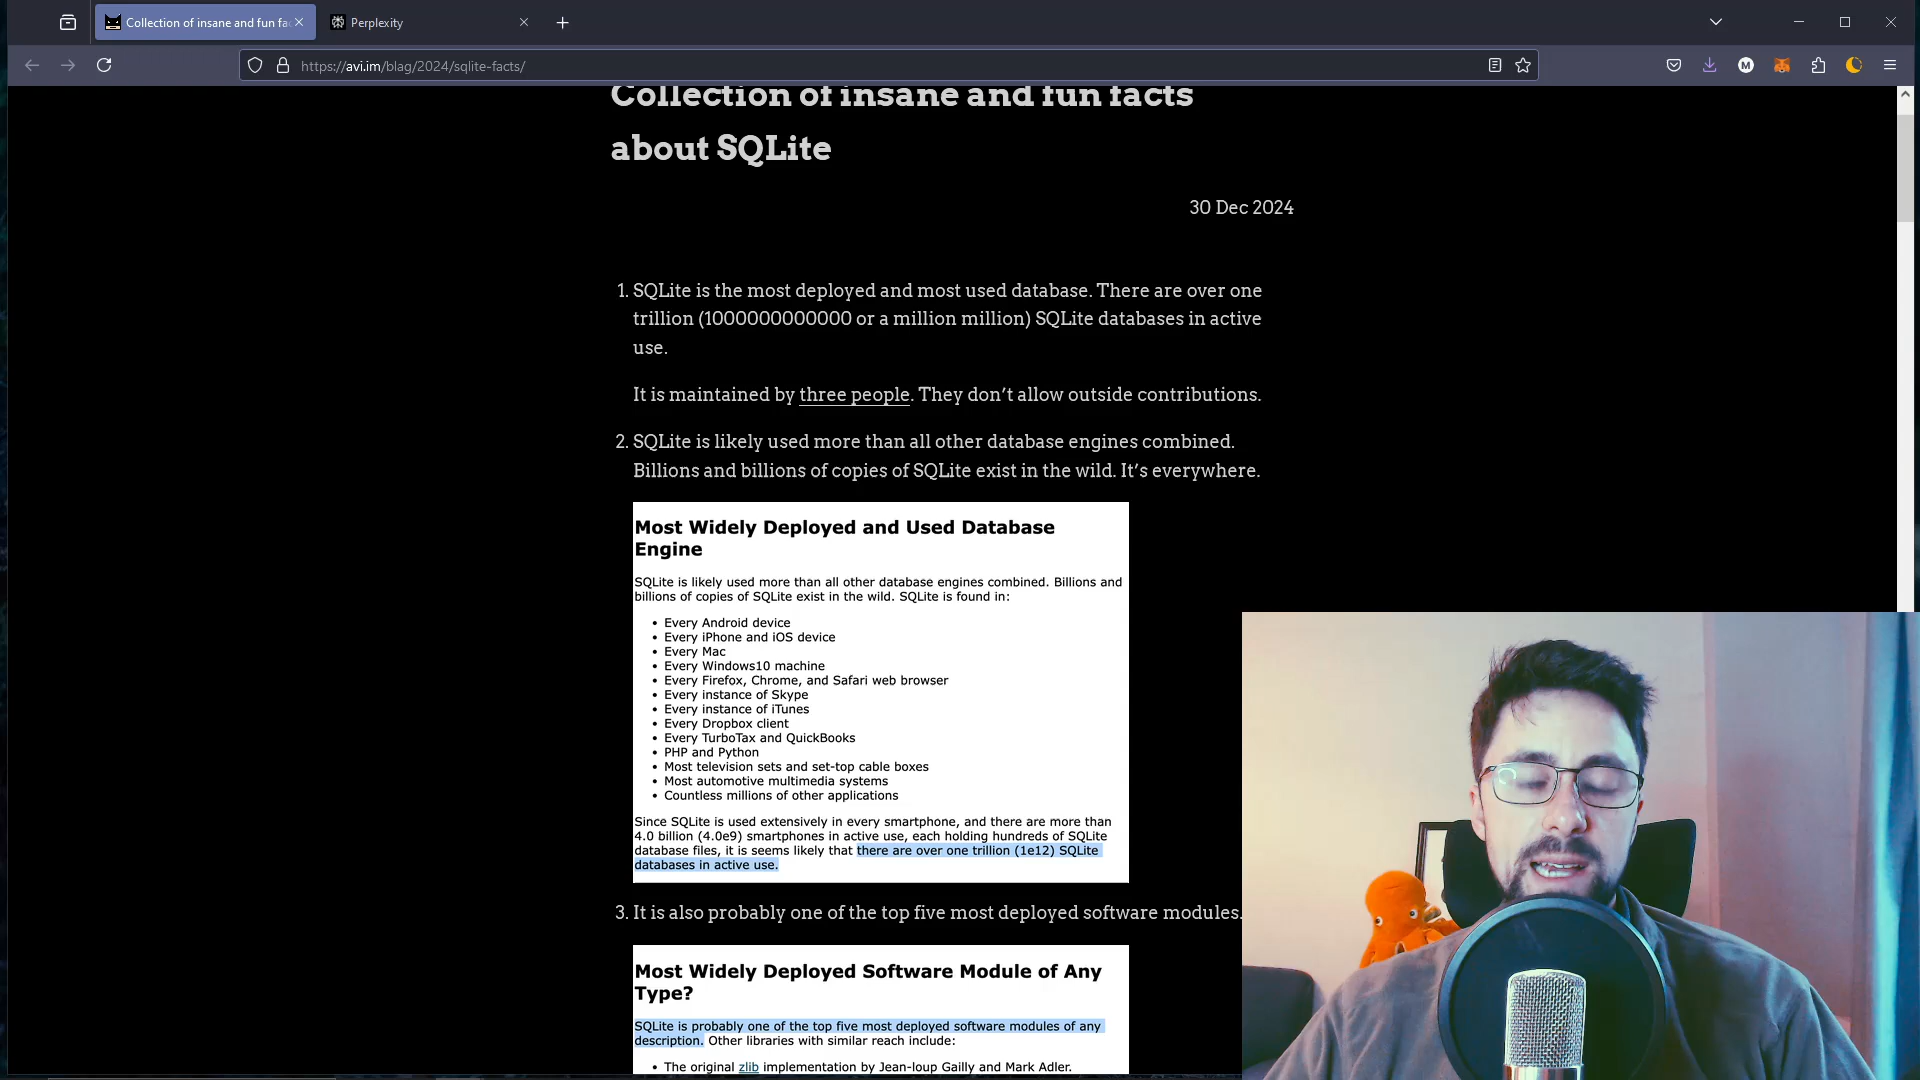 Collection of insane and fun fac
Perplexity
https://avi.im/blag/2024/sqlite-facts/
M
Collection of insane and fun facts
about SQLite
30 Dec 2024
1. SQLite is the most deployed and most used database. There are over one
trillion (1000000000000 or a million million) SQLite databases in active
use.
It is maintained by three people. They don’t allow outside contributions.
2. SQLite is likely used more than all other database engines combined.
Billions and billions of copies of SQLite exist in the wild. It’s everywhere.
Most Widely Deployed and Used Database
Engine
SQLite is likely used more than all other database engines combined. Billions and
billions of copies of SQLite exist in the wild. SQLite is found in:
• Every Android device
• Every iPhone and iOS device
• Every Mac
• Every Windows10 machine
• Every Firefox, Chrome, and Safari web browser
• Every instance of Skype
• Every instance of iTunes
• Every Dropbox client
• Every TurboTax and QuickBooks
• PHP and Python
• Most television sets and set-top cable boxes
• Most automotive multimedia systems
• Countless millions of other applications
Since SQLite is used extensively in every smartphone, and there are more than
4.0 billion (4.0e9) smartphones in active use, each holding hundreds of SQLite
database files, it is seems likely that there are over one trillion (1e12) SQLite
databases in active use.
3. It is also probably one of the top five most deployed software modules.
Most Widely Deployed Software Module of Any
Type?
SQLite is probably one of the top five most deployed software modules of any
description. Other libraries with similar reach include:
• The original zlib implementation by Jean-loup Gailly and Mark Adler.